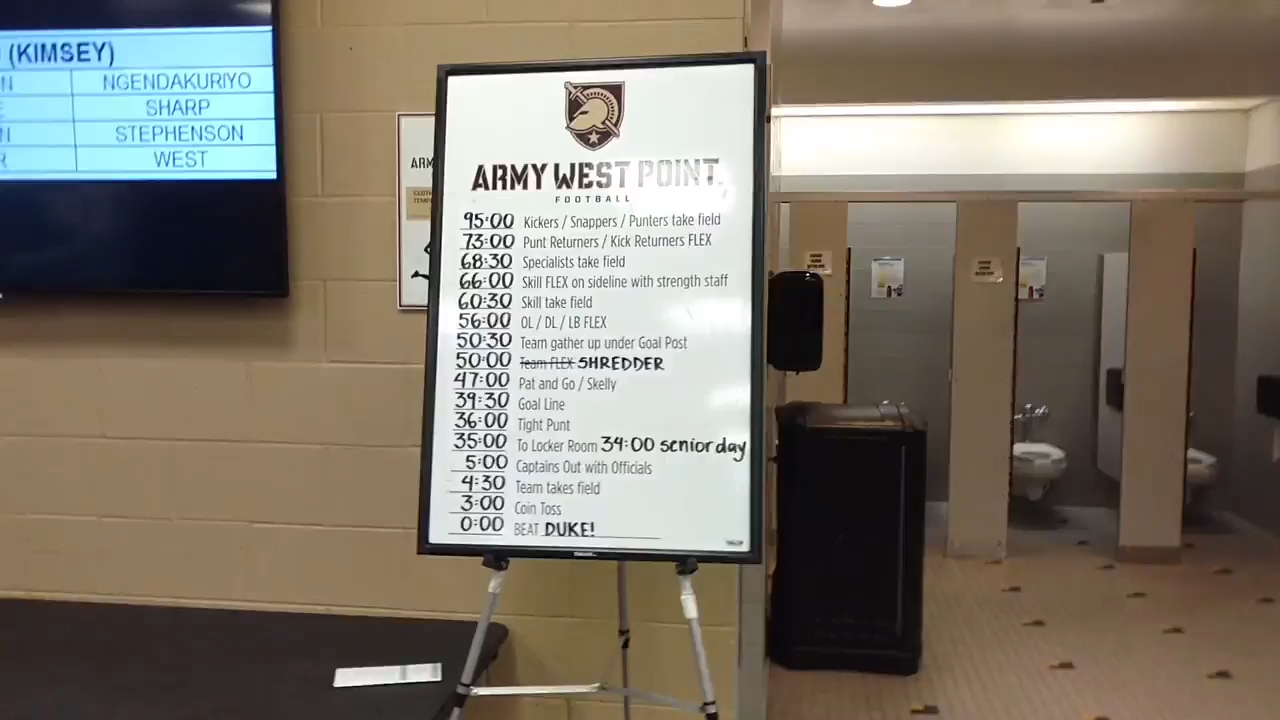 (KIMSEY)
NGENDAKURIYO
SHARP
STEPHENSON
WEST
ARM
ARMY WEST POINT
FOOTBALL
95:00 Kickers / Snappers / Punters take field
73:00 Punt Returners / Kick Returners FLEX
68:30 Specialists take field
66:00 Skill FLEX on sideline with strength staff
60:30 Skill take field
56:00 OL / DL / LB FLEX
50:30 Team gather up under Goal Post
50:00 Team FLEX SHREDDER
47:00 Pat and Go / Skelly
39:30 Goal Line
36:00 Tight Punt
35:00 To Locker Room 34:00 senior day
5:00 Captains Out with Officials
4:30 Team takes field
3:00 Coin Toss
0:00 BEAT DUKE!